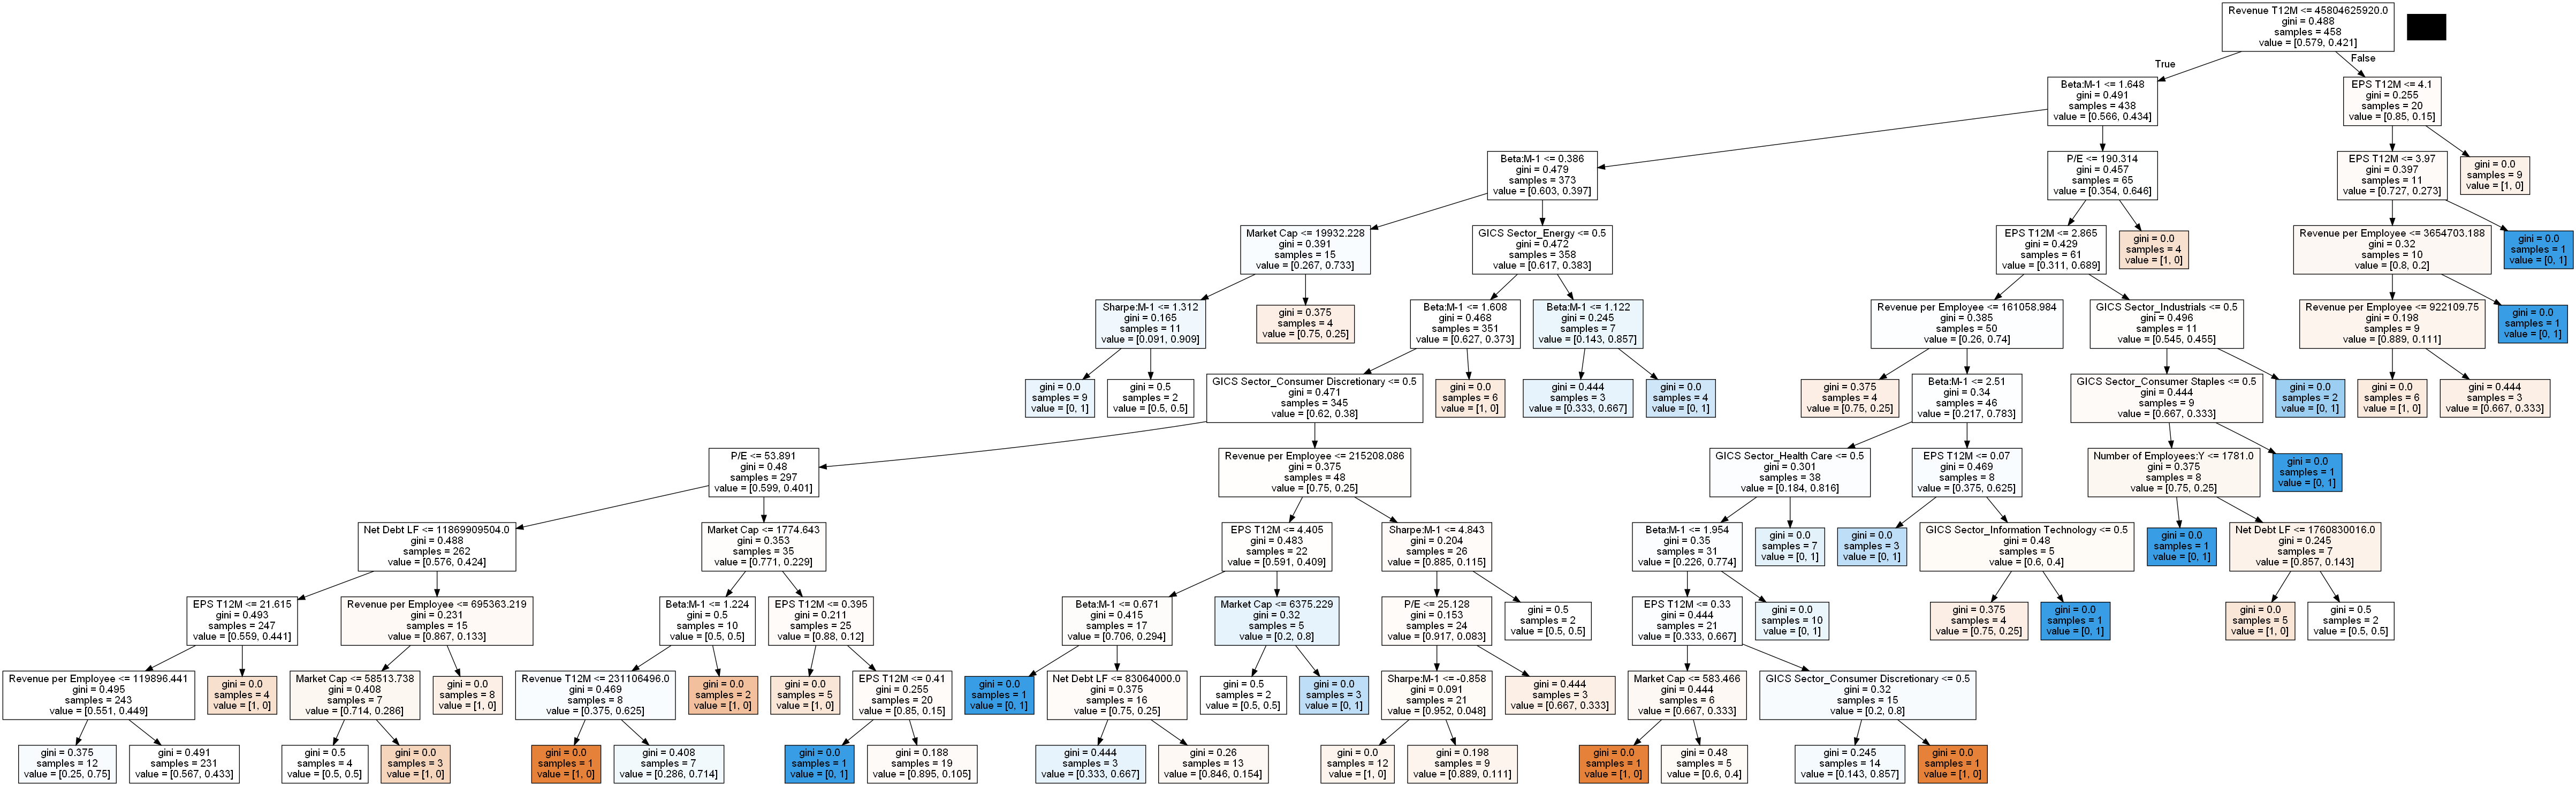 Revenue T12M <= 45804625920.0
gini = 0.488
samples = 458
value = [0.579, 0.421]
True
False
Beta:M-1 <= 1.648
gini = 0.491
samples = 438
value = [0.566, 0.434]
EPS T12M <= 4.1
gini = 0.255
samples = 20
value = [0.85, 0.15]
Beta:M-1 <= 0.386
gini = 0.479
samples = 373
value = [0.603, 0.397]
P/E <= 190.314
gini = 0.457
samples = 65
value = [0.354, 0.646]
EPS T12M <= 3.97
gini = 0.397
samples = 11
value = [0.727, 0.273]
gini = 0.0
samples = 9
value = [1, 0]
Market Cap <= 19932.228
gini = 0.391
samples = 15
value = [0.267, 0.733]
GICS Sector_Energy <= 0.5
gini = 0.472
samples = 358
value = [0.617, 0.383]
EPS T12M <= 2.865
gini = 0.429
samples = 61
value = [0.311, 0.689]
gini = 0.0
samples = 4
value = [1, 0]
Revenue per Employee <= 3654703.188
gini = 0.32
samples = 10
value = [0.8, 0.2]
gini = 0.0
samples = 1
value = [0, 1]
Sharpe:M-1 <= 1.312
gini = 0.165
samples = 11
value = [0.091, 0.909]
gini = 0.375
samples = 4
value = [0.75, 0.25]
Beta:M-1 <= 1.608
gini = 0.468
samples = 351
value = [0.627, 0.373]
Beta:M-1 <= 1.122
gini = 0.245
samples = 7
value = [0.143, 0.857]
Revenue per Employee <= 161058.984
gini = 0.385
samples = 50
value = [0.26, 0.74]
GICS Sector_Industrials <= 0.5
gini = 0.496
samples = 11
value = [0.545, 0.455]
Revenue per Employee <= 922109.75
gini = 0.198
samples = 9
value = [0.889, 0.111]
gini = 0.0
samples = 1
value = [0, 1]
gini = 0.0
samples = 9
value = [0, 1]
gini = 0.5
samples = 2
value = [0.5, 0.5]
GICS Sector_Consumer Discretionary <= 0.5
gini = 0.471
samples = 345
value = [0.62, 0.38]
gini = 0.0
samples = 6
value = [1, 0]
gini = 0.444
samples = 3
value = [0.333, 0.667]
gini = 0.0
samples = 4
value = [0, 1]
gini = 0.375
samples = 4
value = [0.75, 0.25]
Beta:M-1 <= 2.51
gini = 0.34
samples = 46
value = [0.217, 0.783]
GICS Sector_Consumer Staples <= 0.5
gini = 0.444
samples = 9
value = [0.667, 0.333]
gini = 0.0
samples = 2
value = [0, 1]
gini = 0.0
samples = 6
value = [1, 0]
gini = 0.444
samples = 3
value = [0.667, 0.333]
P/E <= 53.891
gini = 0.48
samples = 297
value = [0.599, 0.401]
Revenue per Employee <= 215208.086
gini = 0.375
samples = 48
value = [0.75, 0.25]
GICS Sector_Health Care <= 0.5
gini = 0.301
samples = 38
value = [0.184, 0.816]
EPS T12M <= 0.07
gini = 0.469
samples = 8
value = [0.375, 0.625]
Number of Employees:Y <= 1781.0
gini = 0.375
samples = 8
value = [0.75, 0.25]
gini = 0.0
samples = 1
value = [0, 1]
Net Debt LF <= 11869909504.0
gini = 0.488
samples = 262
value = [0.576, 0.424]
Market Cap <= 1774.643
gini = 0.353
samples = 35
value = [0.771, 0.229]
EPS T12M <= 4.405
gini = 0.483
samples = 22
value = [0.591, 0.409]
Sharpe:M-1 <= 4.843
gini = 0.204
samples = 26
value = [0.885, 0.115]
Beta:M-1 <= 1.954
gini = 0.35
samples = 31
value = [0.226, 0.774]
gini = 0.0
samples = 7
value = [0, 1]
gini = 0.0
samples = 3
value = [0, 1]
GICS Sector_Information Technology <= 0.5
gini = 0.48
samples = 5
value = [0.6, 0.4]
gini = 0.0
samples = 1
value = [0, 1]
Net Debt LF <= 1760830016.0
gini = 0.245
samples = 7
value = [0.857, 0.143]
EPS T12M <= 21.615
gini = 0.493
samples = 247
value = [0.559, 0.441]
Revenue per Employee <= 695363.219
gini = 0.231
samples = 15
value = [0.867, 0.133]
Beta:M-1 <= 1.224
gini = 0.5
samples = 10
value = [0.5, 0.5]
EPS T12M <= 0.395
gini = 0.211
samples = 25
value = [0.88, 0.12]
Beta:M-1 <= 0.671
gini = 0.415
samples = 17
value = [0.706, 0.294]
Market Cap <= 6375.229
gini = 0.32
samples = 5
value = [0.2, 0.8]
P/E <= 25.128
gini = 0.153
samples = 24
value = [0.917, 0.083]
gini = 0.5
samples = 2
value = [0.5, 0.5]
EPS T12M <= 0.33
gini = 0.444
samples = 21
value = [0.333, 0.667]
gini = 0.0
samples = 10
value = [0, 1]
gini = 0.375
samples = 4
value = [0.75, 0.25]
gini = 0.0
samples = 1
value = [0, 1]
gini = 0.0
samples = 5
value = [1, 0]
gini = 0.5
samples = 2
value = [0.5, 0.5]
Revenue per Employee <= 119896.441
gini = 0.495
samples = 243
value = [0.551, 0.449]
gini = 0.0
samples = 4
value = [1, 0]
Market Cap <= 58513.738
gini = 0.408
samples = 7
value = [0.714, 0.286]
gini = 0.0
samples = 8
value = [1, 0]
Revenue T12M <= 231106496.0
gini = 0.469
samples = 8
value = [0.375, 0.625]
gini = 0.0
samples = 2
value = [1, 0]
gini = 0.0
samples = 5
value = [1, 0]
EPS T12M <= 0.41
gini = 0.255
samples = 20
value = [0.85, 0.15]
gini = 0.0
samples = 1
value = [0, 1]
Net Debt LF <= 83064000.0
gini = 0.375
samples = 16
value = [0.75, 0.25]
gini = 0.5
samples = 2
value = [0.5, 0.5]
gini = 0.0
samples = 3
value = [0, 1]
Sharpe:M-1 <= -0.858
gini = 0.091
samples = 21
value = [0.952, 0.048]
gini = 0.444
samples = 3
value = [0.667, 0.333]
Market Cap <= 583.466
gini = 0.444
samples = 6
value = [0.667, 0.333]
GICS Sector_Consumer Discretionary <= 0.5
gini = 0.32
samples = 15
value = [0.2, 0.8]
gini = 0.375
samples = 12
value = [0.25, 0.75]
gini = 0.491
samples = 231
value = [0.567, 0.433]
gini = 0.5
samples = 4
value = [0.5, 0.5]
gini = 0.0
samples = 3
value = [1, 0]
gini = 0.0
samples = 1
value = [1, 0]
gini = 0.408
samples = 7
value = [0.286, 0.714]
gini = 0.0
samples = 1
value = [0, 1]
gini = 0.188
samples = 19
value = [0.895, 0.105]
gini = 0.444
samples = 3
value = [0.333, 0.667]
gini = 0.26
samples = 13
value = [0.846, 0.154]
gini = 0.0
samples = 12
value = [1, 0]
gini = 0.198
samples = 9
value = [0.889, 0.111]
gini = 0.0
samples = 1
value = [1, 0]
gini = 0.48
samples = 5
value = [0.6, 0.4]
gini = 0.245
samples = 14
value = [0.143, 0.857]
gini = 0.0
samples = 1
value = [1, 0]